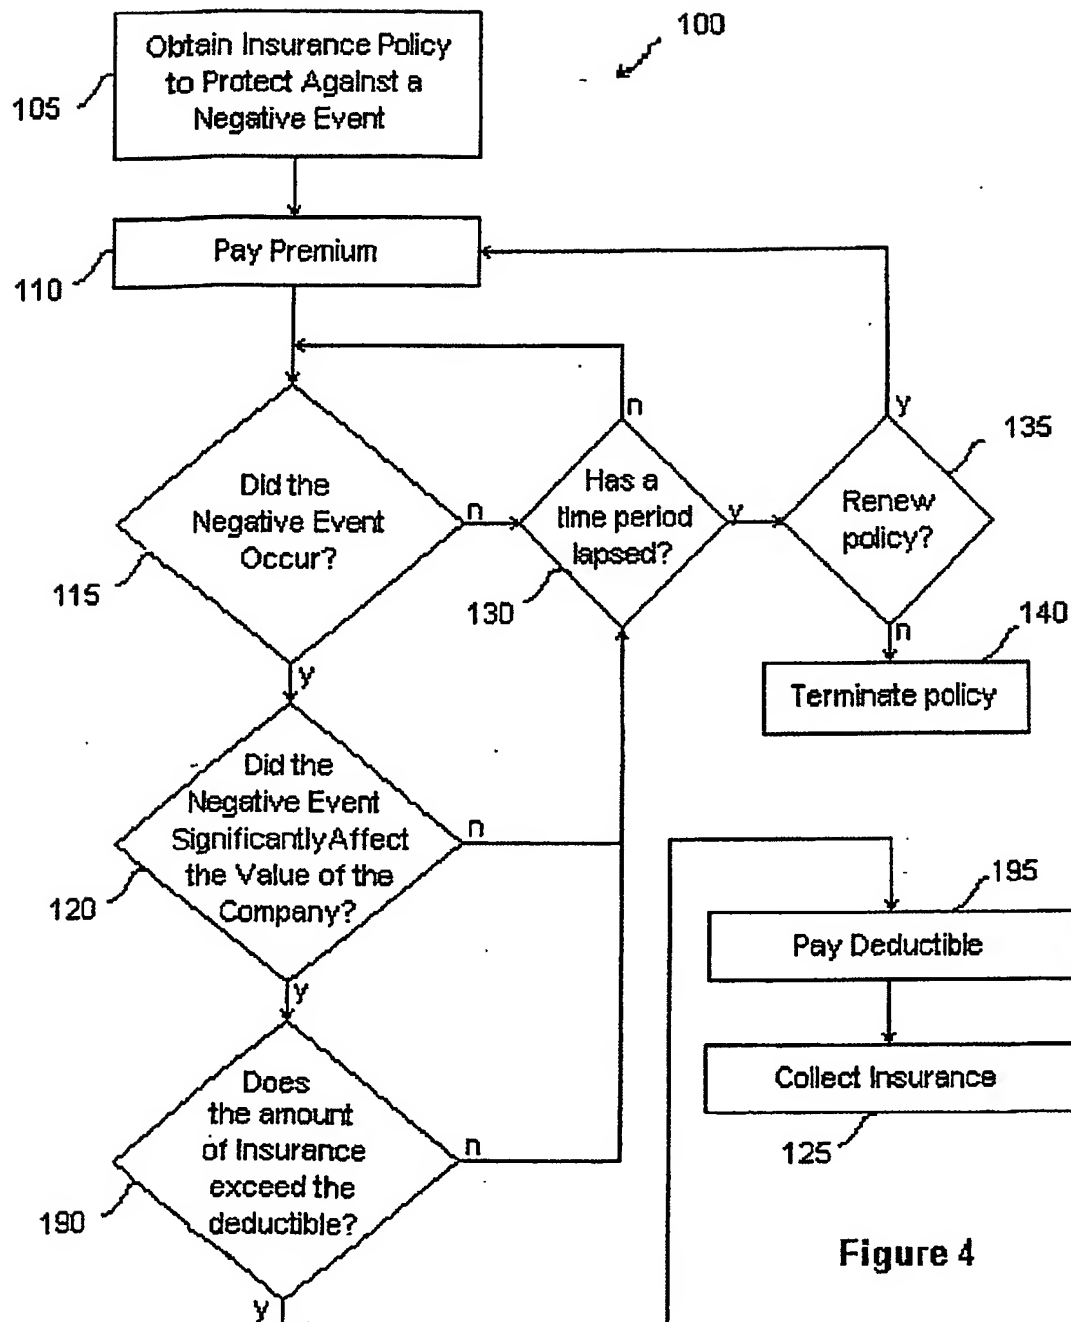 100
Obtain Insurance Policy
to Protect Against a
Negative Event
105
Pay Premium
110
n
y
135
Did the
Negative Event
Occur?
115
n
Has a
time period
lapsed?
130
y
Renew
policy?
n
140
Terminate policy
y
Did the
Negative Event
Significantly Affect
the Value of the
Company?
120
n
195
Pay Deductible
y
Collect Insurance
125
Does
the amount
of Insurance
exceed the
deductible?
190
n
y
Figure 4